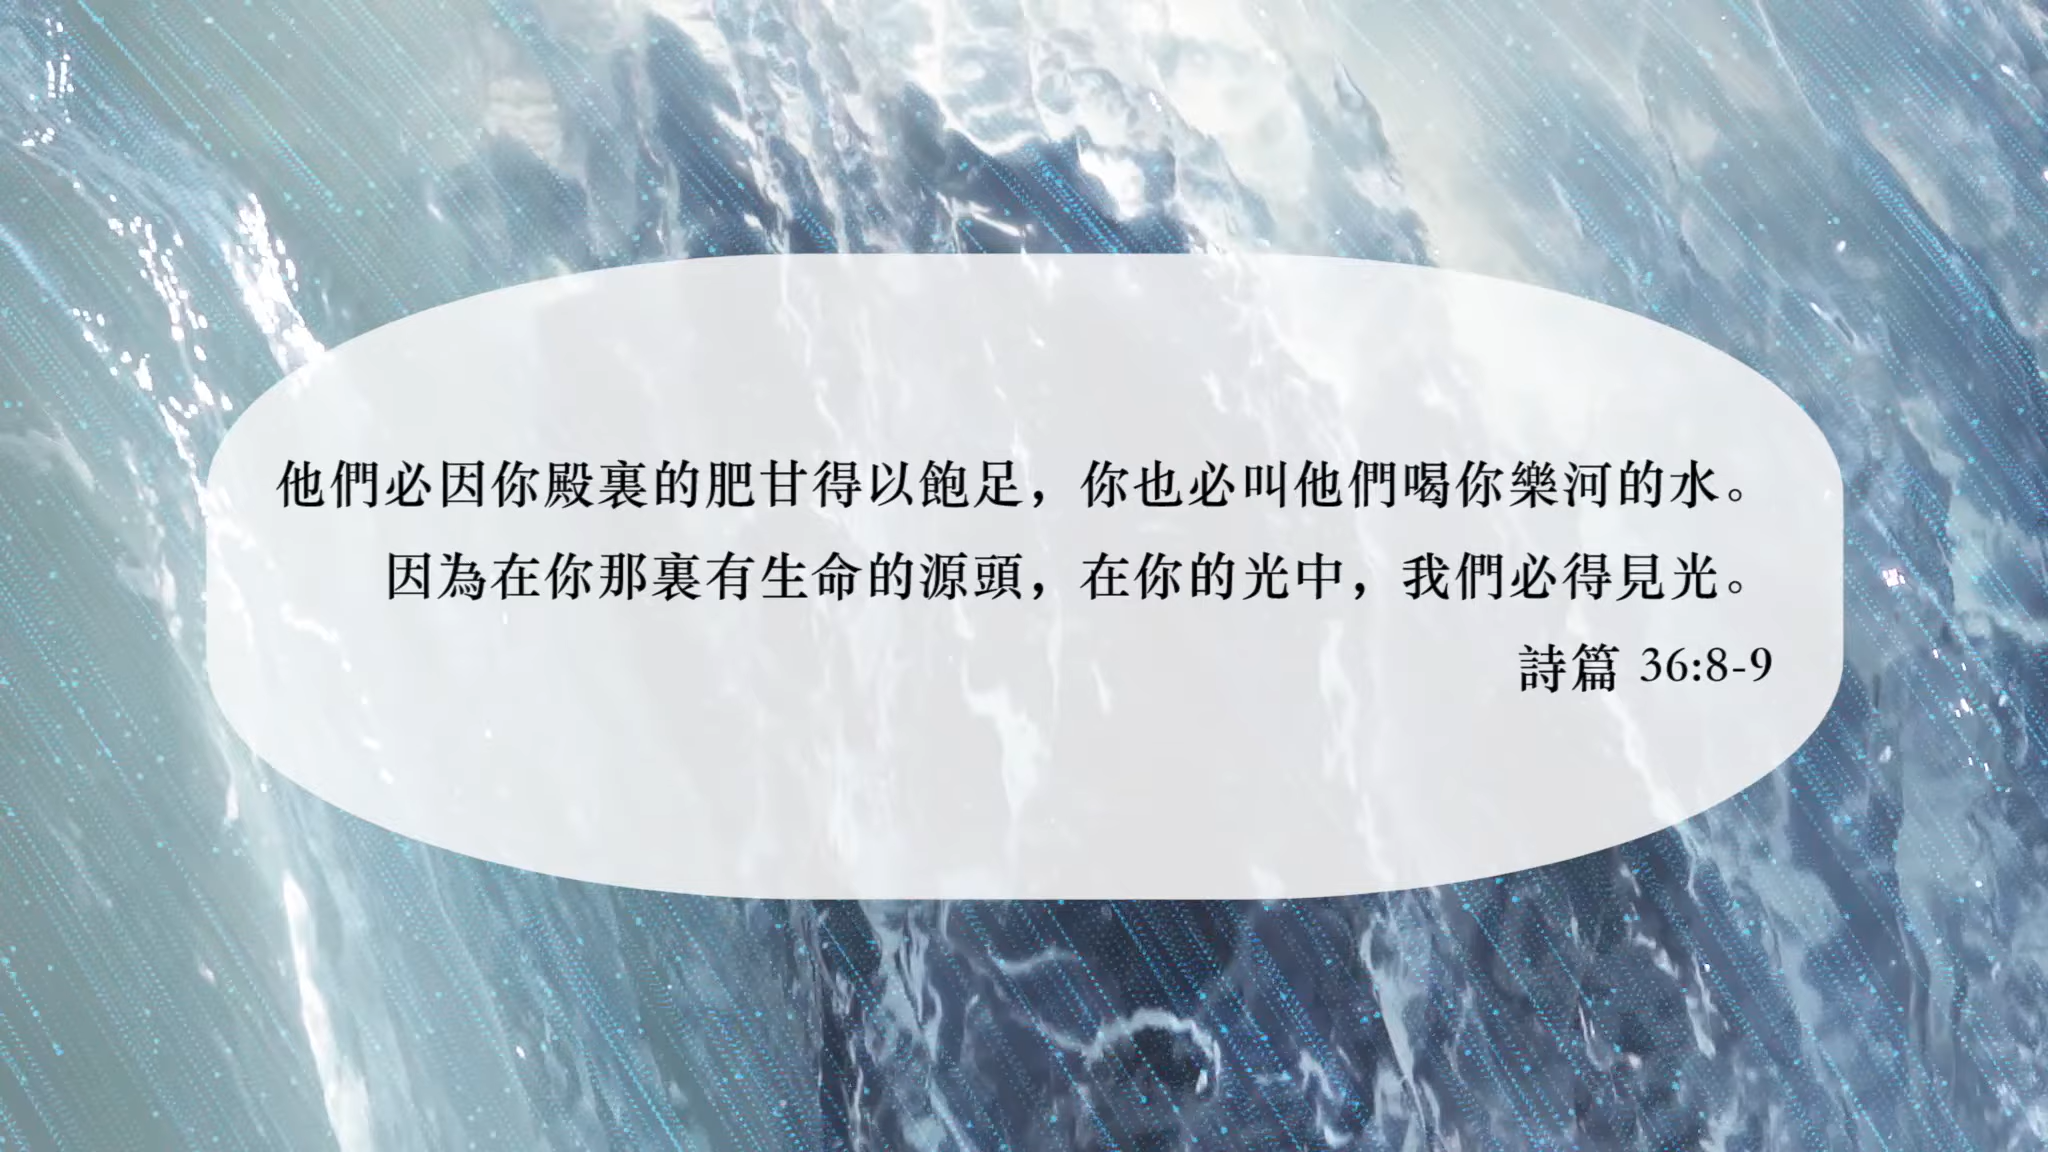 他們必因你殿裏的肥甘得以飽足，你也必叫他們喝你樂河的水。
因為在你那裏有生命的源頭，在你的光中，我們必得見光。
詩篇 36:8-9